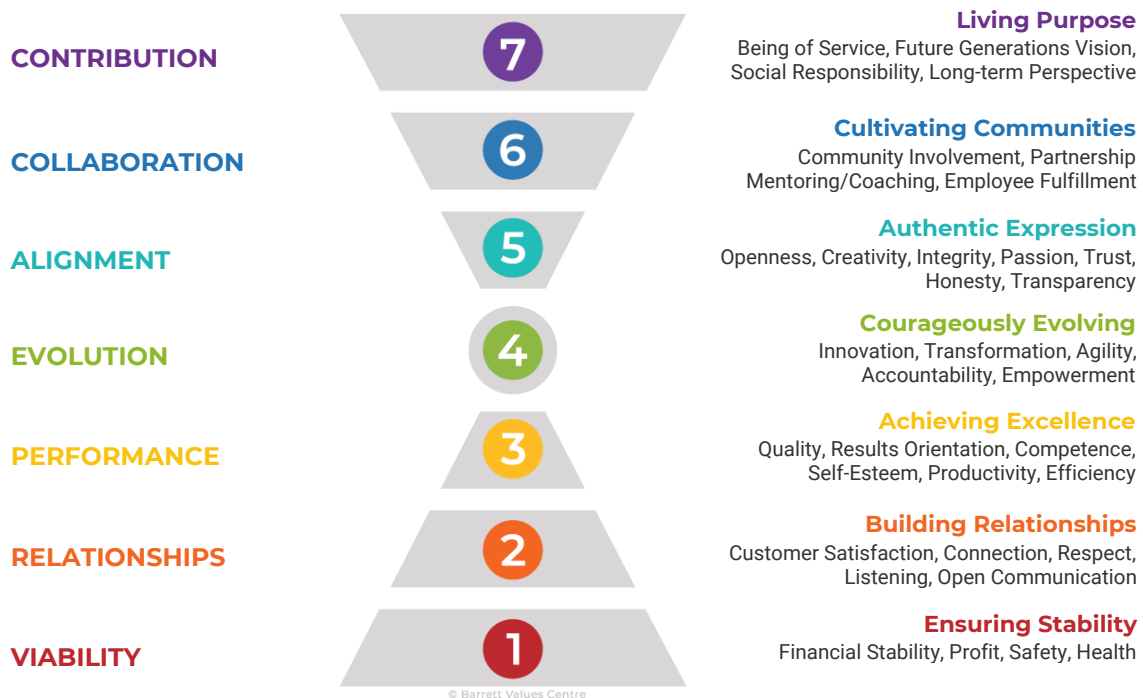 CONTRIBUTION
7
Living Purpose
Being of Service, Future Generations Vision,
Social Responsibility, Long-term Perspective
COLLABORATION
6
Cultivating Communities
Community Involvement, Partnership
Mentoring/Coaching, Employee Fulfillment
ALIGNMENT
5
Authentic Expression
Openness, Creativity, Integrity, Passion, Trust,
Honesty, Transparency
EVOLUTION
4
Courageously Evolving
Innovation, Transformation, Agility,
Accountability, Empowerment
PERFORMANCE
3
Achieving Excellence
Quality, Results Orientation, Competence,
Self-Esteem, Productivity, Efficiency
RELATIONSHIPS
2
Building Relationships
Customer Satisfaction, Connection, Respect,
Listening, Open Communication
VIABILITY
1
Ensuring Stability
Financial Stability, Profit, Safety, Health
© Barrett Values Centre